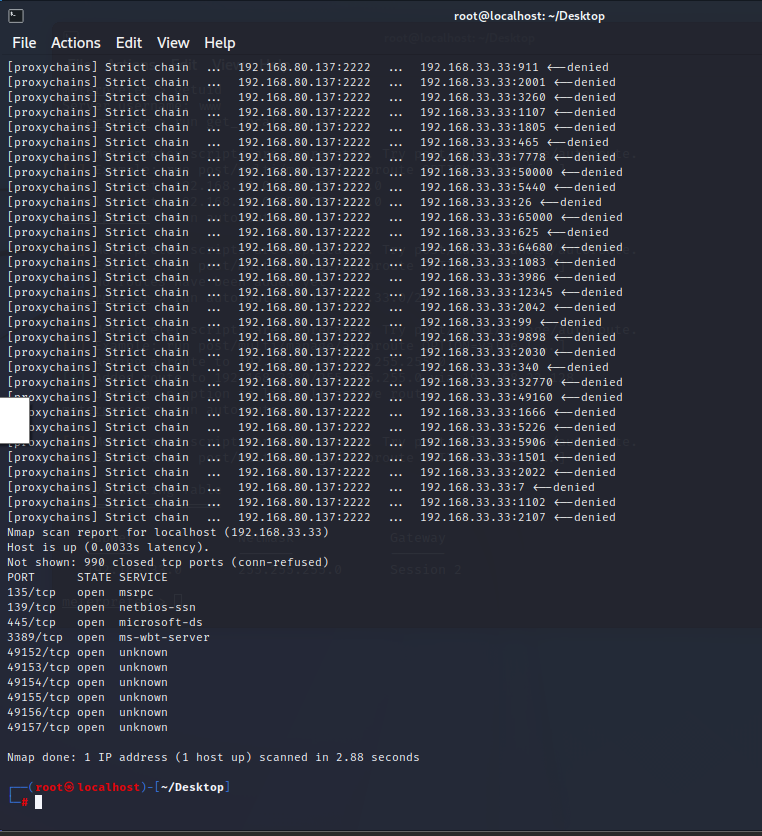 root@localhost: ~/Desktop
File Actions Edit View Help
[proxychains] Strict chain ... 192.168.80.137:2222 ... 192.168.33.33:911 ←denied
[proxychains] Strict chain ... 192.168.80.137:2222 ... 192.168.33.33:2001 ←denied
[proxychains] Strict chain ... 192.168.80.137:2222 ... 192.168.33.33:3260 ←denied
[proxychains] Strict chain ... 192.168.80.137:2222 ... 192.168.33.33:1107 ←denied
[proxychains] Strict chain ... 192.168.80.137:2222 ... 192.168.33.33:1805 ←denied
[proxychains] Strict chain ... 192.168.80.137:2222 ... 192.168.33.33:465 ←denied
[proxychains] Strict chain ... 192.168.80.137:2222 ... 192.168.33.33:7778 ←denied
[proxychains] Strict chain ... 192.168.80.137:2222 ... 192.168.33.33:50000 ←denied
[proxychains] Strict chain ... 192.168.80.137:2222 ... 192.168.33.33:5440 ←denied
[proxychains] Strict chain ... 192.168.80.137:2222 ... 192.168.33.33:26 ←denied
[proxychains] Strict chain ... 192.168.80.137:2222 ... 192.168.33.33:65000 ←denied
[proxychains] Strict chain ... 192.168.80.137:2222 ... 192.168.33.33:625 ←denied
[proxychains] Strict chain ... 192.168.80.137:2222 ... 192.168.33.33:64680 ←denied
[proxychains] Strict chain ... 192.168.80.137:2222 ... 192.168.33.33:1083 ←denied
[proxychains] Strict chain ... 192.168.80.137:2222 ... 192.168.33.33:3986 ←denied
[proxychains] Strict chain ... 192.168.80.137:2222 ... 192.168.33.33:12345 ←denied
[proxychains] Strict chain ... 192.168.80.137:2222 ... 192.168.33.33:2042 ←denied
[proxychains] Strict chain ... 192.168.80.137:2222 ... 192.168.33.33:99 ←denied
[proxychains] Strict chain ... 192.168.80.137:2222 ... 192.168.33.33:9898 ←denied
[proxychains] Strict chain ... 192.168.80.137:2222 ... 192.168.33.33:2030 ←denied
[proxychains] Strict chain ... 192.168.80.137:2222 ... 192.168.33.33:340 ←denied
[proxychains] Strict chain ... 192.168.80.137:2222 ... 192.168.33.33:32770 ←denied
[proxychains] Strict chain ... 192.168.80.137:2222 ... 192.168.33.33:49160 ←denied
oxychains] Strict chain ... 192.168.80.137:2222 ... 192.168.33.33:1666 ←denied
oxychains] Strict chain ... 192.168.80.137:2222 ... 192.168.33.33:5226 ←denied
[proxychains] Strict chain ... 192.168.80.137:2222 ... 192.168.33.33:5906 ←denied
[proxychains] Strict chain ... 192.168.80.137:2222 ... 192.168.33.33:1501 ←denied
[proxychains] Strict chain ... 192.168.80.137:2222 ... 192.168.33.33:2022 ←denied
[proxychains] Strict chain ... 192.168.80.137:2222 ... 192.168.33.33:7 ←denied
[proxychains] Strict chain ... 192.168.80.137:2222 ... 192.168.33.33:1102 ←denied
[proxychains] Strict chain ... 192.168.80.137:2222 ... 192.168.33.33:2107 ←denied
Nmap scan report for localhost (192.168.33.33)
Host is up (0.0033s latency).
Not shown: 990 closed tcp ports (conn-refused)
PORT STATE SERVICE
135/tcp open msrpc
139/tcp open netbios-ssn
445/tcp open microsoft-ds
3389/tcp open ms-wbt-server
49152/tcp open unknown
49153/tcp open unknown
49154/tcp open unknown
49155/tcp open unknown
49156/tcp open unknown
49157/tcp open unknown
Nmap done: 1 IP address (1 host up) scanned in 2.88 seconds
┌──(root㉿localhost)-[~/Desktop]
└─#